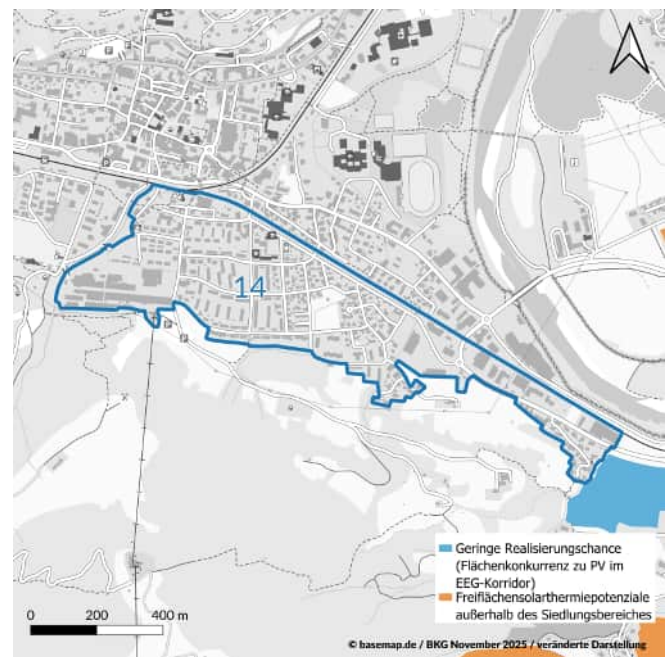 14
Geringe Realisierungschance
(Flächenkonkurrenz zu PV im
EEG-Korridor)
Freiflächensolarthermiepotenziale
außerhalb des Siedlungsbereiches
0 200 400 m
© basemap.de / BKG November 2025 / veränderte Darstellung